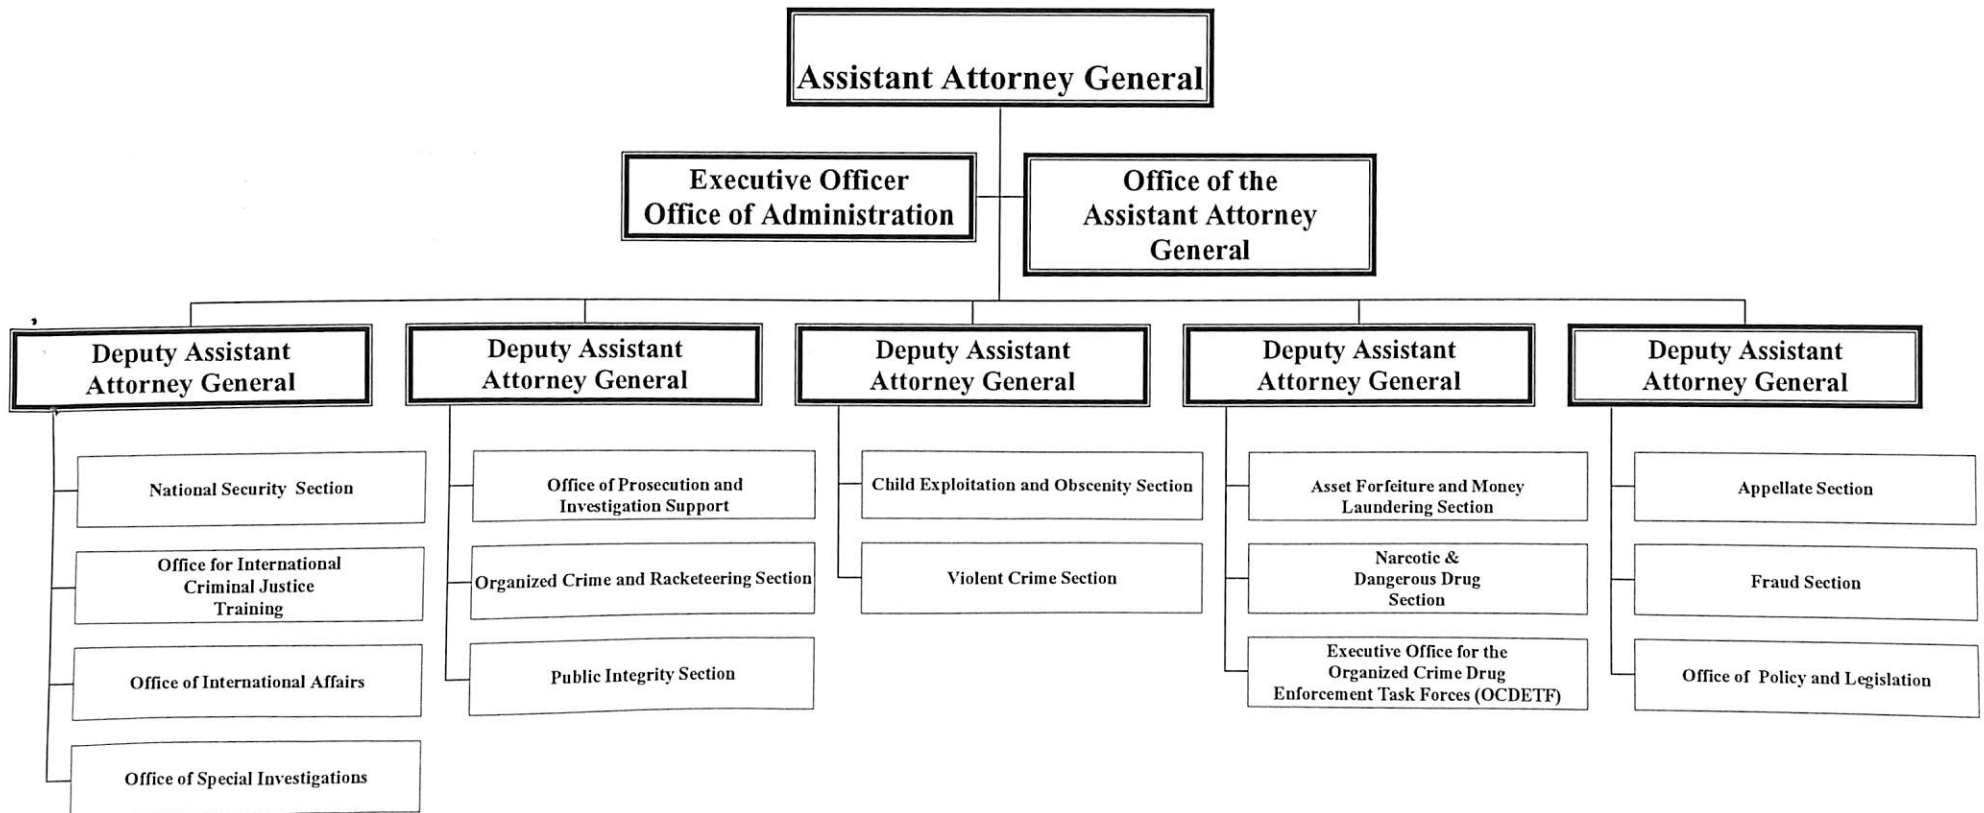 Assistant Attorney General
Executive Officer
Office of Administration
Office of the
Assistant Attorney
General
Deputy Assistant
Attorney General
Deputy Assistant
Attorney General
Deputy Assistant
Attorney General
Deputy Assistant
Attorney General
Deputy Assistant
Attorney General
National Security Section
Office for International
Criminal Justice
Training
Office of International Affairs
Office of Special Investigations
Office of Prosecution and
Investigation Support
Organized Crime and Racketeering Section
Public Integrity Section
Child Exploitation and Obscenity Section
Violent Crime Section
Asset Forfeiture and Money
Laundering Section
Narcotic &
Dangerous Drug
Section
Executive Office for the
Organized Crime Drug
Enforcement Task Forces (OCDETF)
Appellate Section
Fraud Section
Office of Policy and Legislation